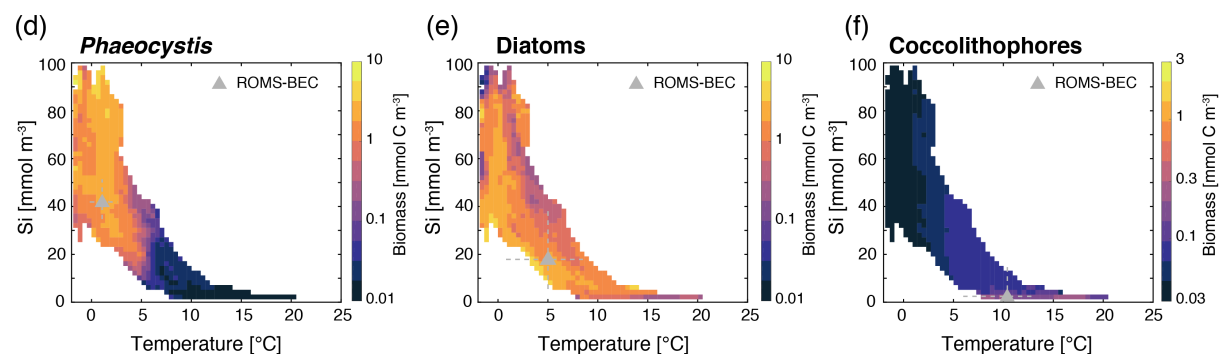 (d)
Phaeocystis
100
80
60
40
20
0
Si [mmol m-3]
0 5 10 15 20 25
Temperature [°C]
ROMS-BEC
10
1
0.1
0.01
Biomass [mmol C m-3]
(e)
Diatoms
100
80
60
40
20
0
Si [mmol m-3]
0 5 10 15 20 25
Temperature [°C]
ROMS-BEC
10
1
0.1
0.01
Biomass [mmol C m-3]
(f)
Coccolithophores
100
80
60
40
20
0
Si [mmol m-3]
0 5 10 15 20 25
Temperature [°C]
ROMS-BEC
3
1
0.3
0.1
0.03
Biomass [mmol C m-3]